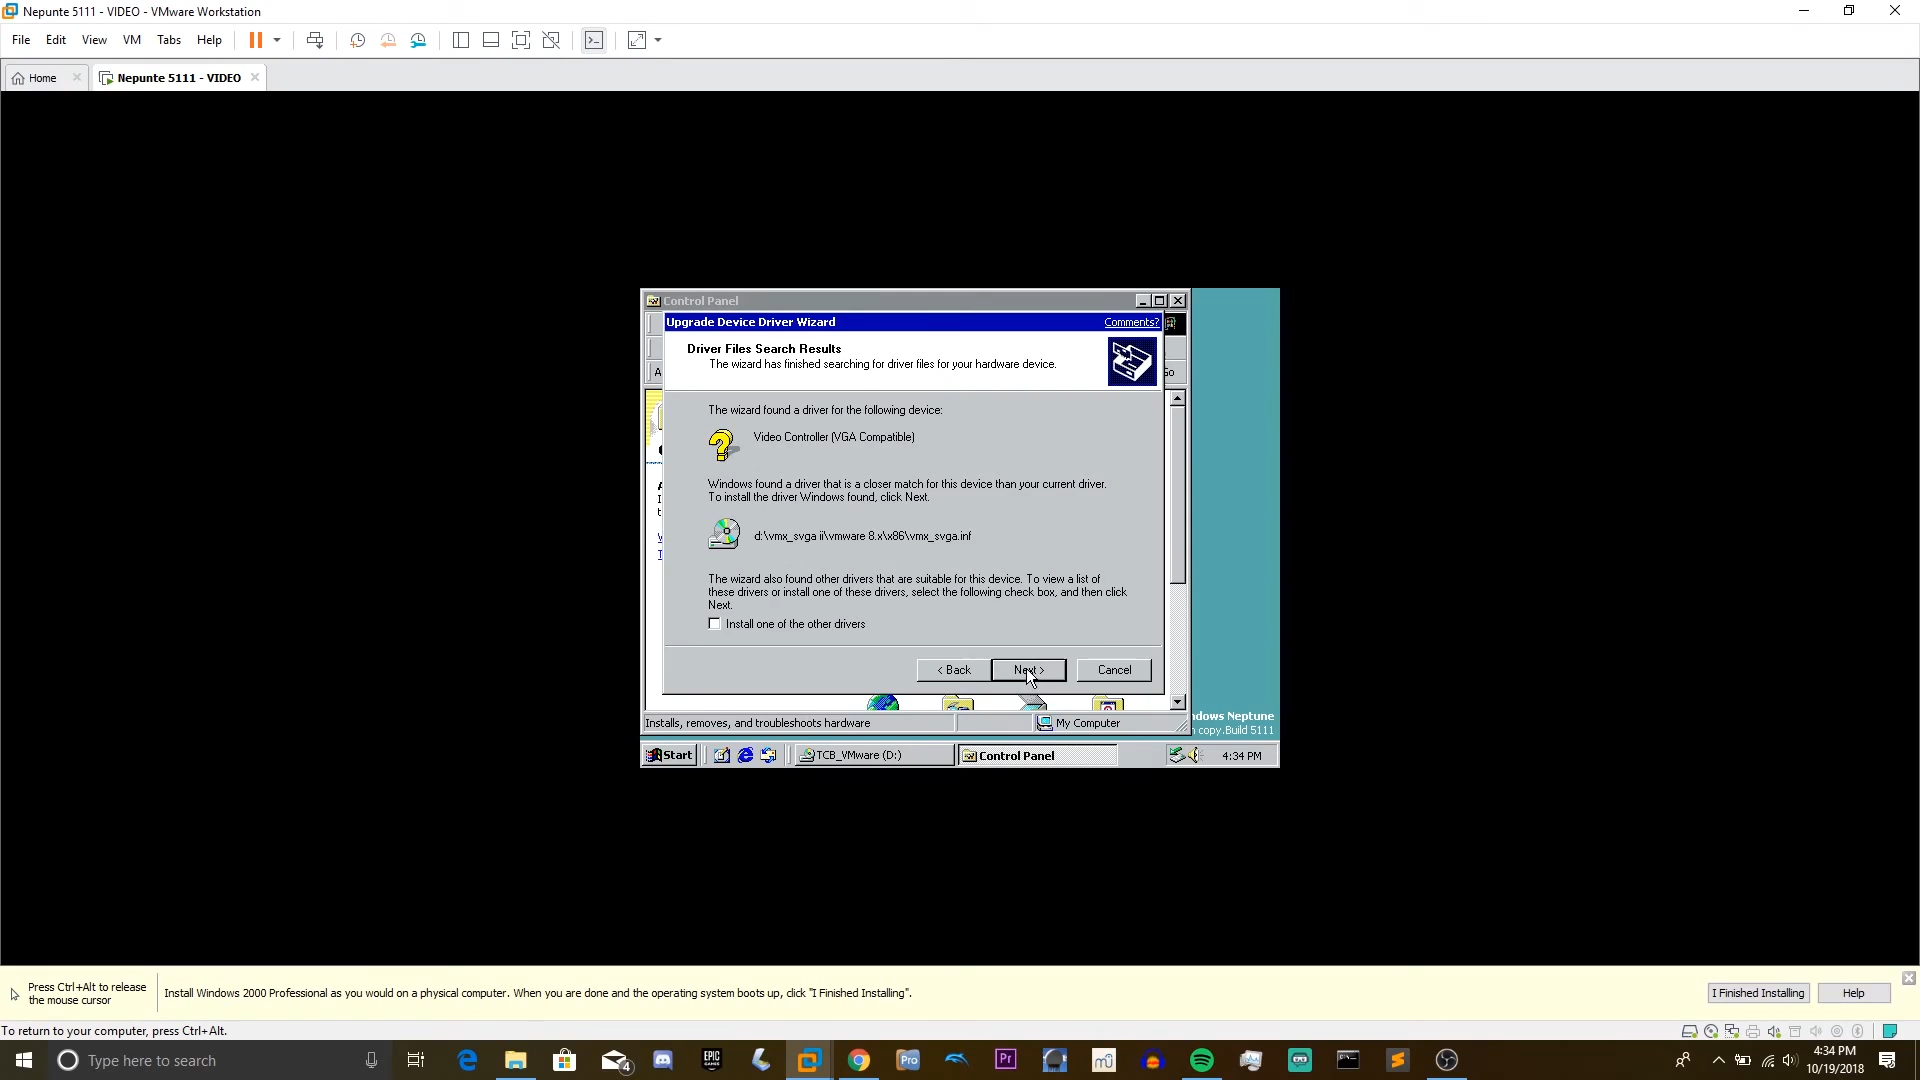 Nepunte 5111 - VIDEO - VMware Workstation
File Edit View VM Tabs Help
Home
Nepunte 5111 - VIDEO
Control Panel
Upgrade Device Driver Wizard
Comments?
Driver Files Search Results
The wizard has finished searching for driver files for your hardware device.
The wizard found a driver for the following device:
Video Controller (VGA Compatible)
Windows found a driver that is a closer match for this device than your current driver.
To install the driver Windows found, click Next.
d:\vmx_svga ii\vmware 8.x\x86\vmx_svga.inf
The wizard also found other drivers that are suitable for this device. To view a list of
these drivers or install one of these drivers, select the following check box, and then click
Next.
Install one of the other drivers
< Back Next > Cancel
Installs, removes, and troubleshoots hardware
My Computer
dows Neptune
copy.Build 5111
Start
TCB_VMware (D:)
Control Panel
4:34 PM
Press Ctrl+Alt to release
the mouse cursor
Install Windows 2000 Professional as you would on a physical computer. When you are done and the operating system boots up, click "I Finished Installing".
I Finished Installing
Help
To return to your computer, press Ctrl+Alt.
Type here to search
4
EPIC
GAMES
Pro
Pr
4:34 PM
10/19/2018